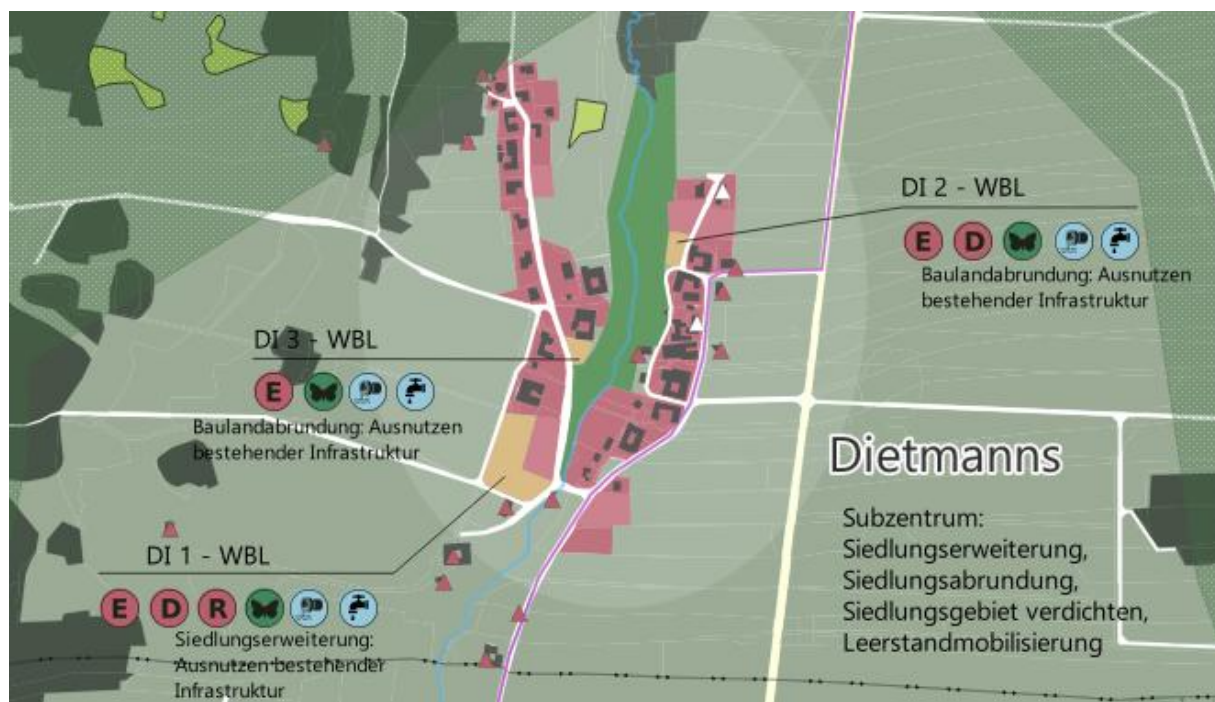 DI 2 - WBL
E D
Baulandabrundung: Ausnutzen
bestehender Infrastruktur
DI 3 - WBL
E
Baulandabrundung: Ausnutzen
bestehender Infrastruktur
DI 1 - WBL
E D R
Siedlungserweiterung:
Ausnutzen bestehender
Infrastruktur
Dietmanns
Subzentrum:
Siedlungserweiterung,
Siedlungsabrundung,
Siedlungsgebiet verdichten,
Leerstandmobilisierung